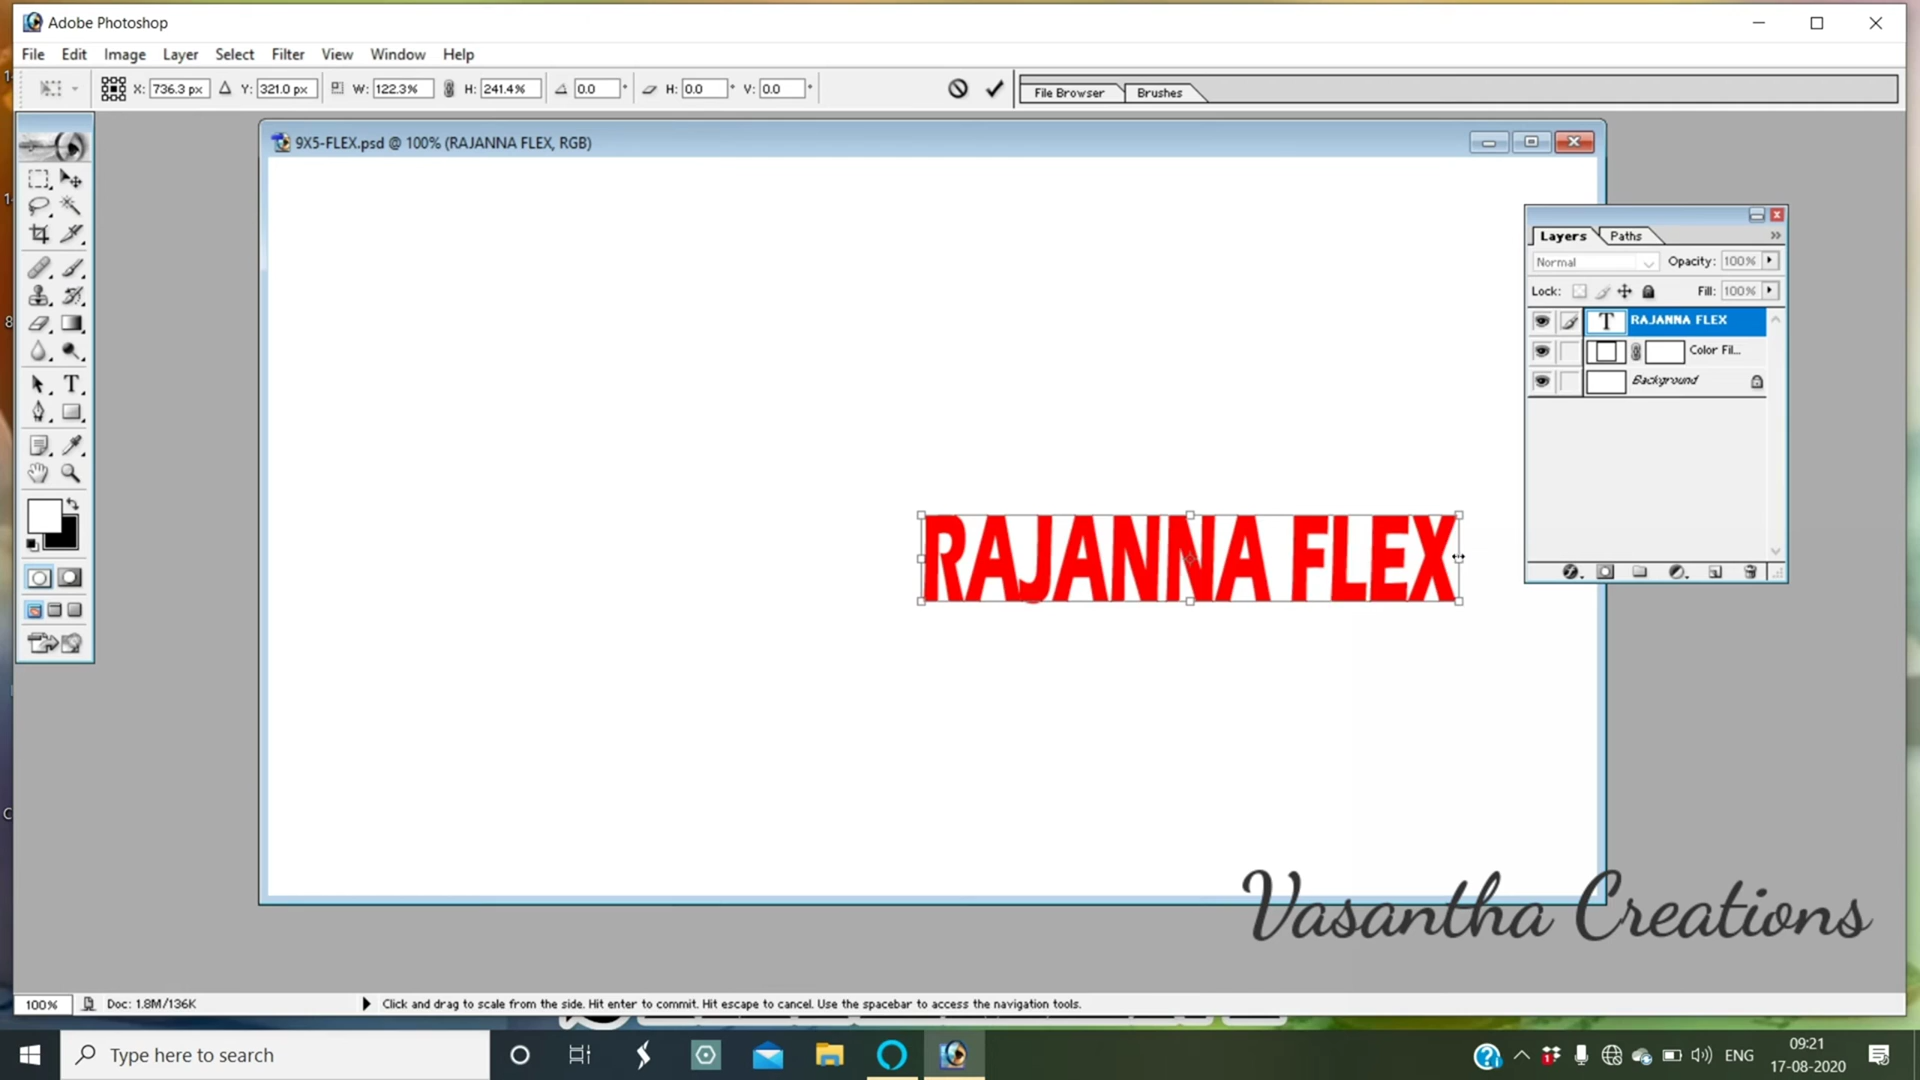 Adobe Photoshop
File Edit Image Layer Select Filter View Window Help
X: 736.3 px Y: 321.0 px W: 122.3% H: 241.4% 0.0 ° H: 0.0 ° V: 0.0 °
File Browser Brushes
9X5-FLEX.psd @ 100% (RAJANNA FLEX, RGB)
Layers Paths
Normal Opacity: 100%
Lock: Fill: 100%
T RAJANNA FLEX
Color Fil...
Background
RAJANNA FLEX
Vasantha Creations
100% Doc: 1.8M/136K Click and drag to scale from the side. Hit enter to commit. Hit escape to cancel. Use the spacebar to access the navigation tools.
Type here to search
ENG
09:21
17-08-2020